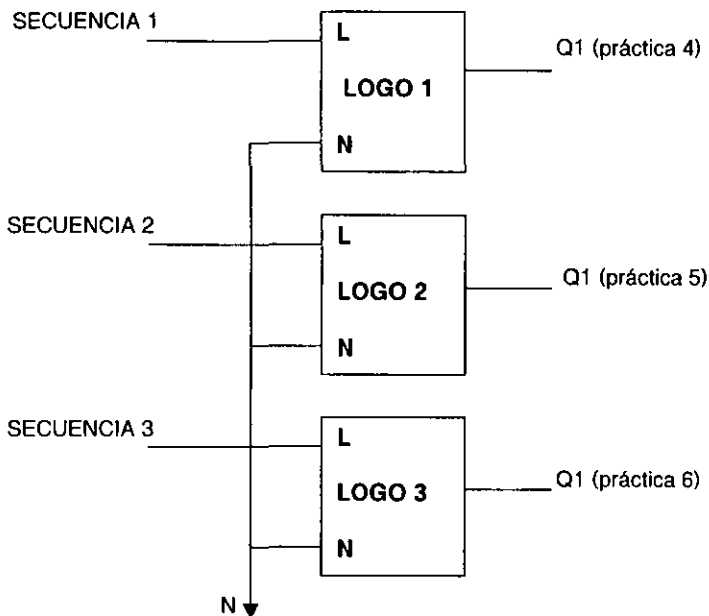 SECUENCIA 1
L
LOGO 1
N
Q1 (práctica 4)
SECUENCIA 2
L
LOGO 2
N
Q1 (práctica 5)
SECUENCIA 3
L
LOGO 3
N
Q1 (práctica 6)
N